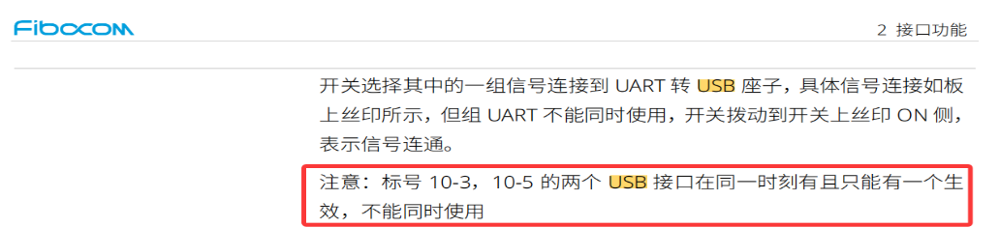 Fibocom
2 接口功能
开关选择其中的一组信号连接到 UART 转 USB 座子，具体信号连接如板
上丝印所示，但组 UART 不能同时使用，开关拨动到开关上丝印 ON 侧，
表示信号连通。
注意：标号 10-3，10-5 的两个 USB 接口在同一时刻有且只能有一个生
效，不能同时使用